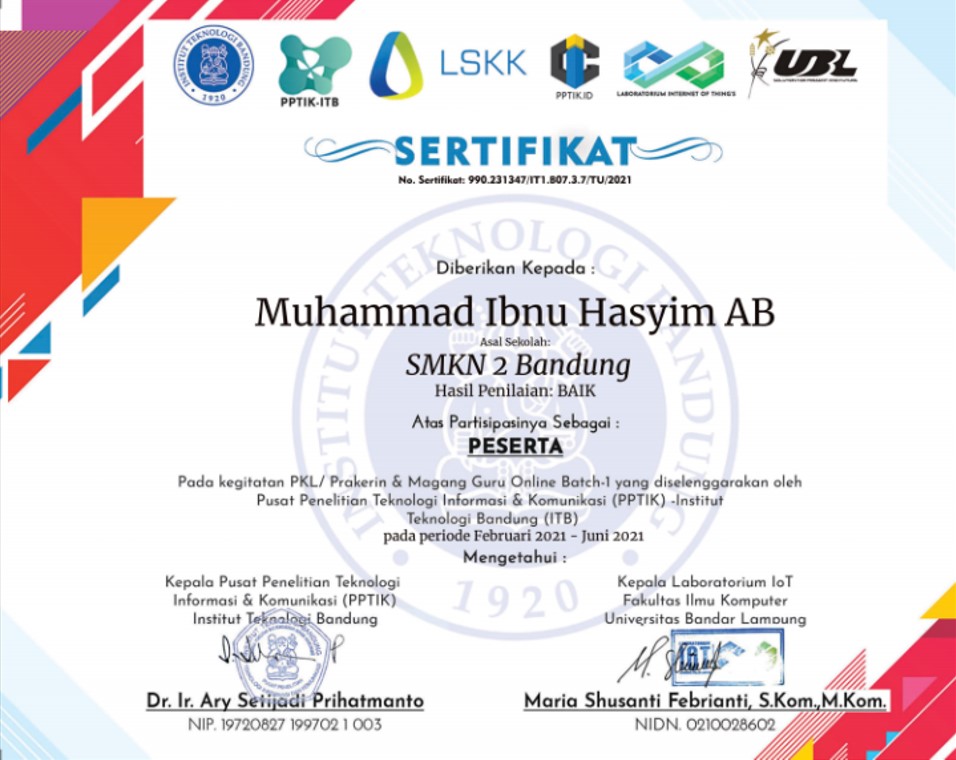 INSTITUT TEKNOLOGI BANDUNG
1920
PPTIK-ITB
LSKK
PPTIK.ID
LABORATORIUM INTERNET OF THING'S
UBL
SERTIFIKAT
No. Sertifikat: 990.231347/IT1.B07.3.7/TU/2021
INSTITUT TEKNOLOGI BANDUNG
1920
Diberikan Kepada :
Muhammad Ibnu Hasyim AB
Asal Sekolah:
SMKN 2 Bandung
Hasil Penilaian: BAIK
Atas Partisipasinya Sebagai :
PESERTA
Pada kegitatan PKL/ Prakerin & Magang Guru Online Batch-1 yang diselenggarakan oleh
Pusat Penelitian Teknologi Informasi & Komunikasi (PPTIK) -Institut
Teknologi Bandung (ITB)
pada periode Februari 2021 - Juni 2021
Mengetahui :
Kepala Pusat Penelitian Teknologi
Informasi & Komunikasi (PPTIK)
Institut Teknologi Bandung
Dr. Ir. Ary Setijadi Prihatmanto
NIP. 19720827 199702 1 003
Kepala Laboratorium IoT
Fakultas Ilmu Komputer
Universitas Bandar Lampung
Maria Shusanti Febrianti, S.Kom.,M.Kom.
NIDN. 0210028602